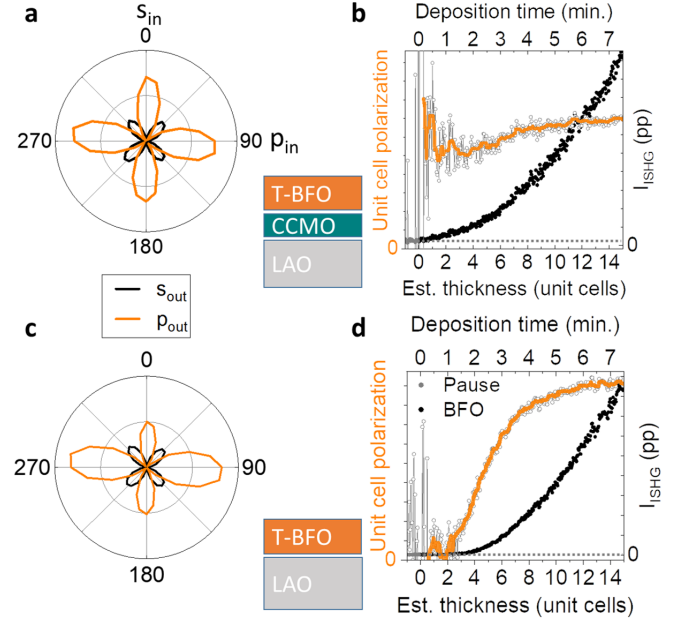 a
s_in
0
270
90
p_in
180
T-BFO
CCMO
LAO
s_out
p_out
b
Deposition time (min.)
0 1 2 3 4 5 6 7
Unit cell polarization
0
I_ISHG (pp)
0
0 2 4 6 8 10 12 14
Est. thickness (unit cells)
c
0
270
90
180
T-BFO
LAO
d
Deposition time (min.)
0 1 2 3 4 5 6 7
Pause
BFO
Unit cell polarization
0
I_ISHG (pp)
0
0 2 4 6 8 10 12 14
Est. thickness (unit cells)